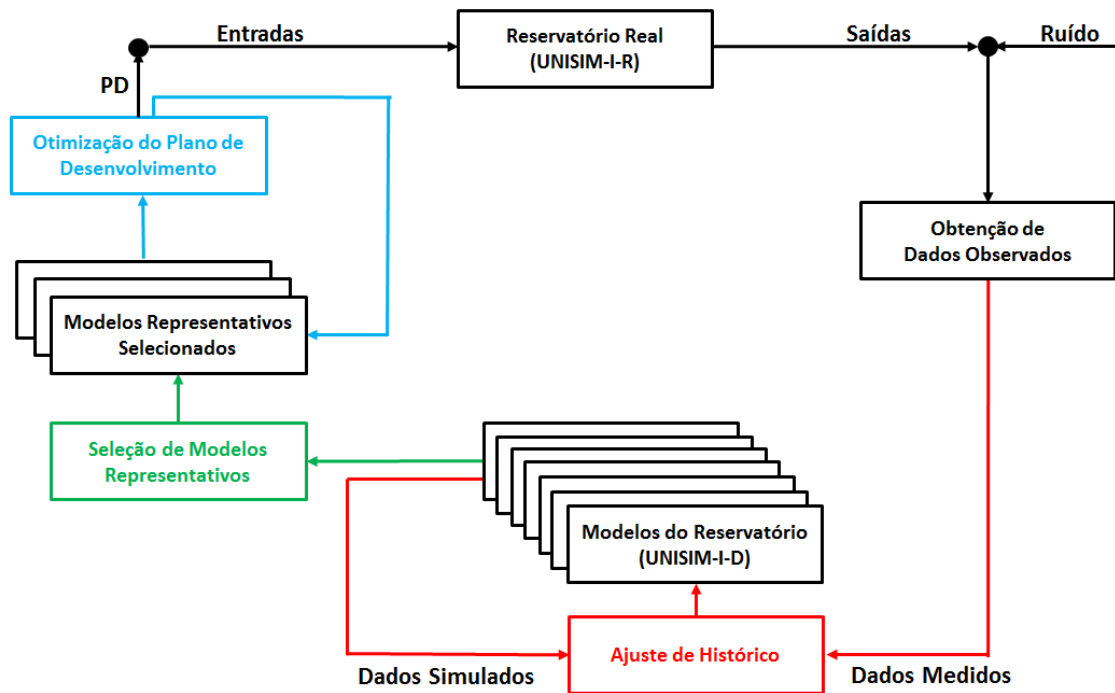 Entradas
Reservatório Real
(UNISIM-I-R)
Saídas
Ruído
PD
Otimização do Plano de
Desenvolvimento
Obtenção de
Dados Observados
Modelos Representativos
Selecionados
Seleção de Modelos
Representativos
Modelos do Reservatório
(UNISIM-I-D)
Ajuste de Histórico
Dados Simulados
Dados Medidos